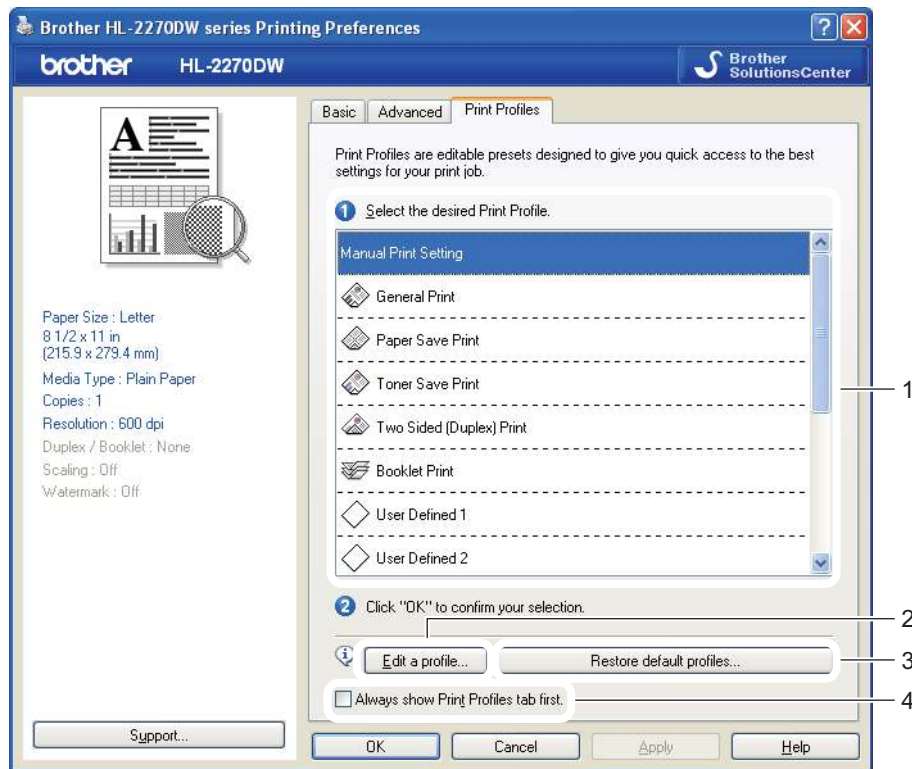 Brother HL-2270DW series Printing Preferences
brother HL-2270DW
Brother
SolutionsCenter
A
Paper Size : Letter
8 1/2 x 11 in
(215.9 x 279.4 mm)
Media Type : Plain Paper
Copies : 1
Resolution : 600 dpi
Duplex / Booklet : None
Scaling : Off
Watermark : Off
Support...
Basic Advanced Print Profiles
Print Profiles are editable presets designed to give you quick access to the best
settings for your print job.
1 Select the desired Print Profile.
Manual Print Setting
General Print
Paper Save Print
Toner Save Print
Two Sided (Duplex) Print
Booklet Print
User Defined 1
User Defined 2
1
2 Click "OK" to confirm your selection.
2
Edit a profile... Restore default profiles...
3
Always show Print Profiles tab first.
4
OK Cancel Apply Help